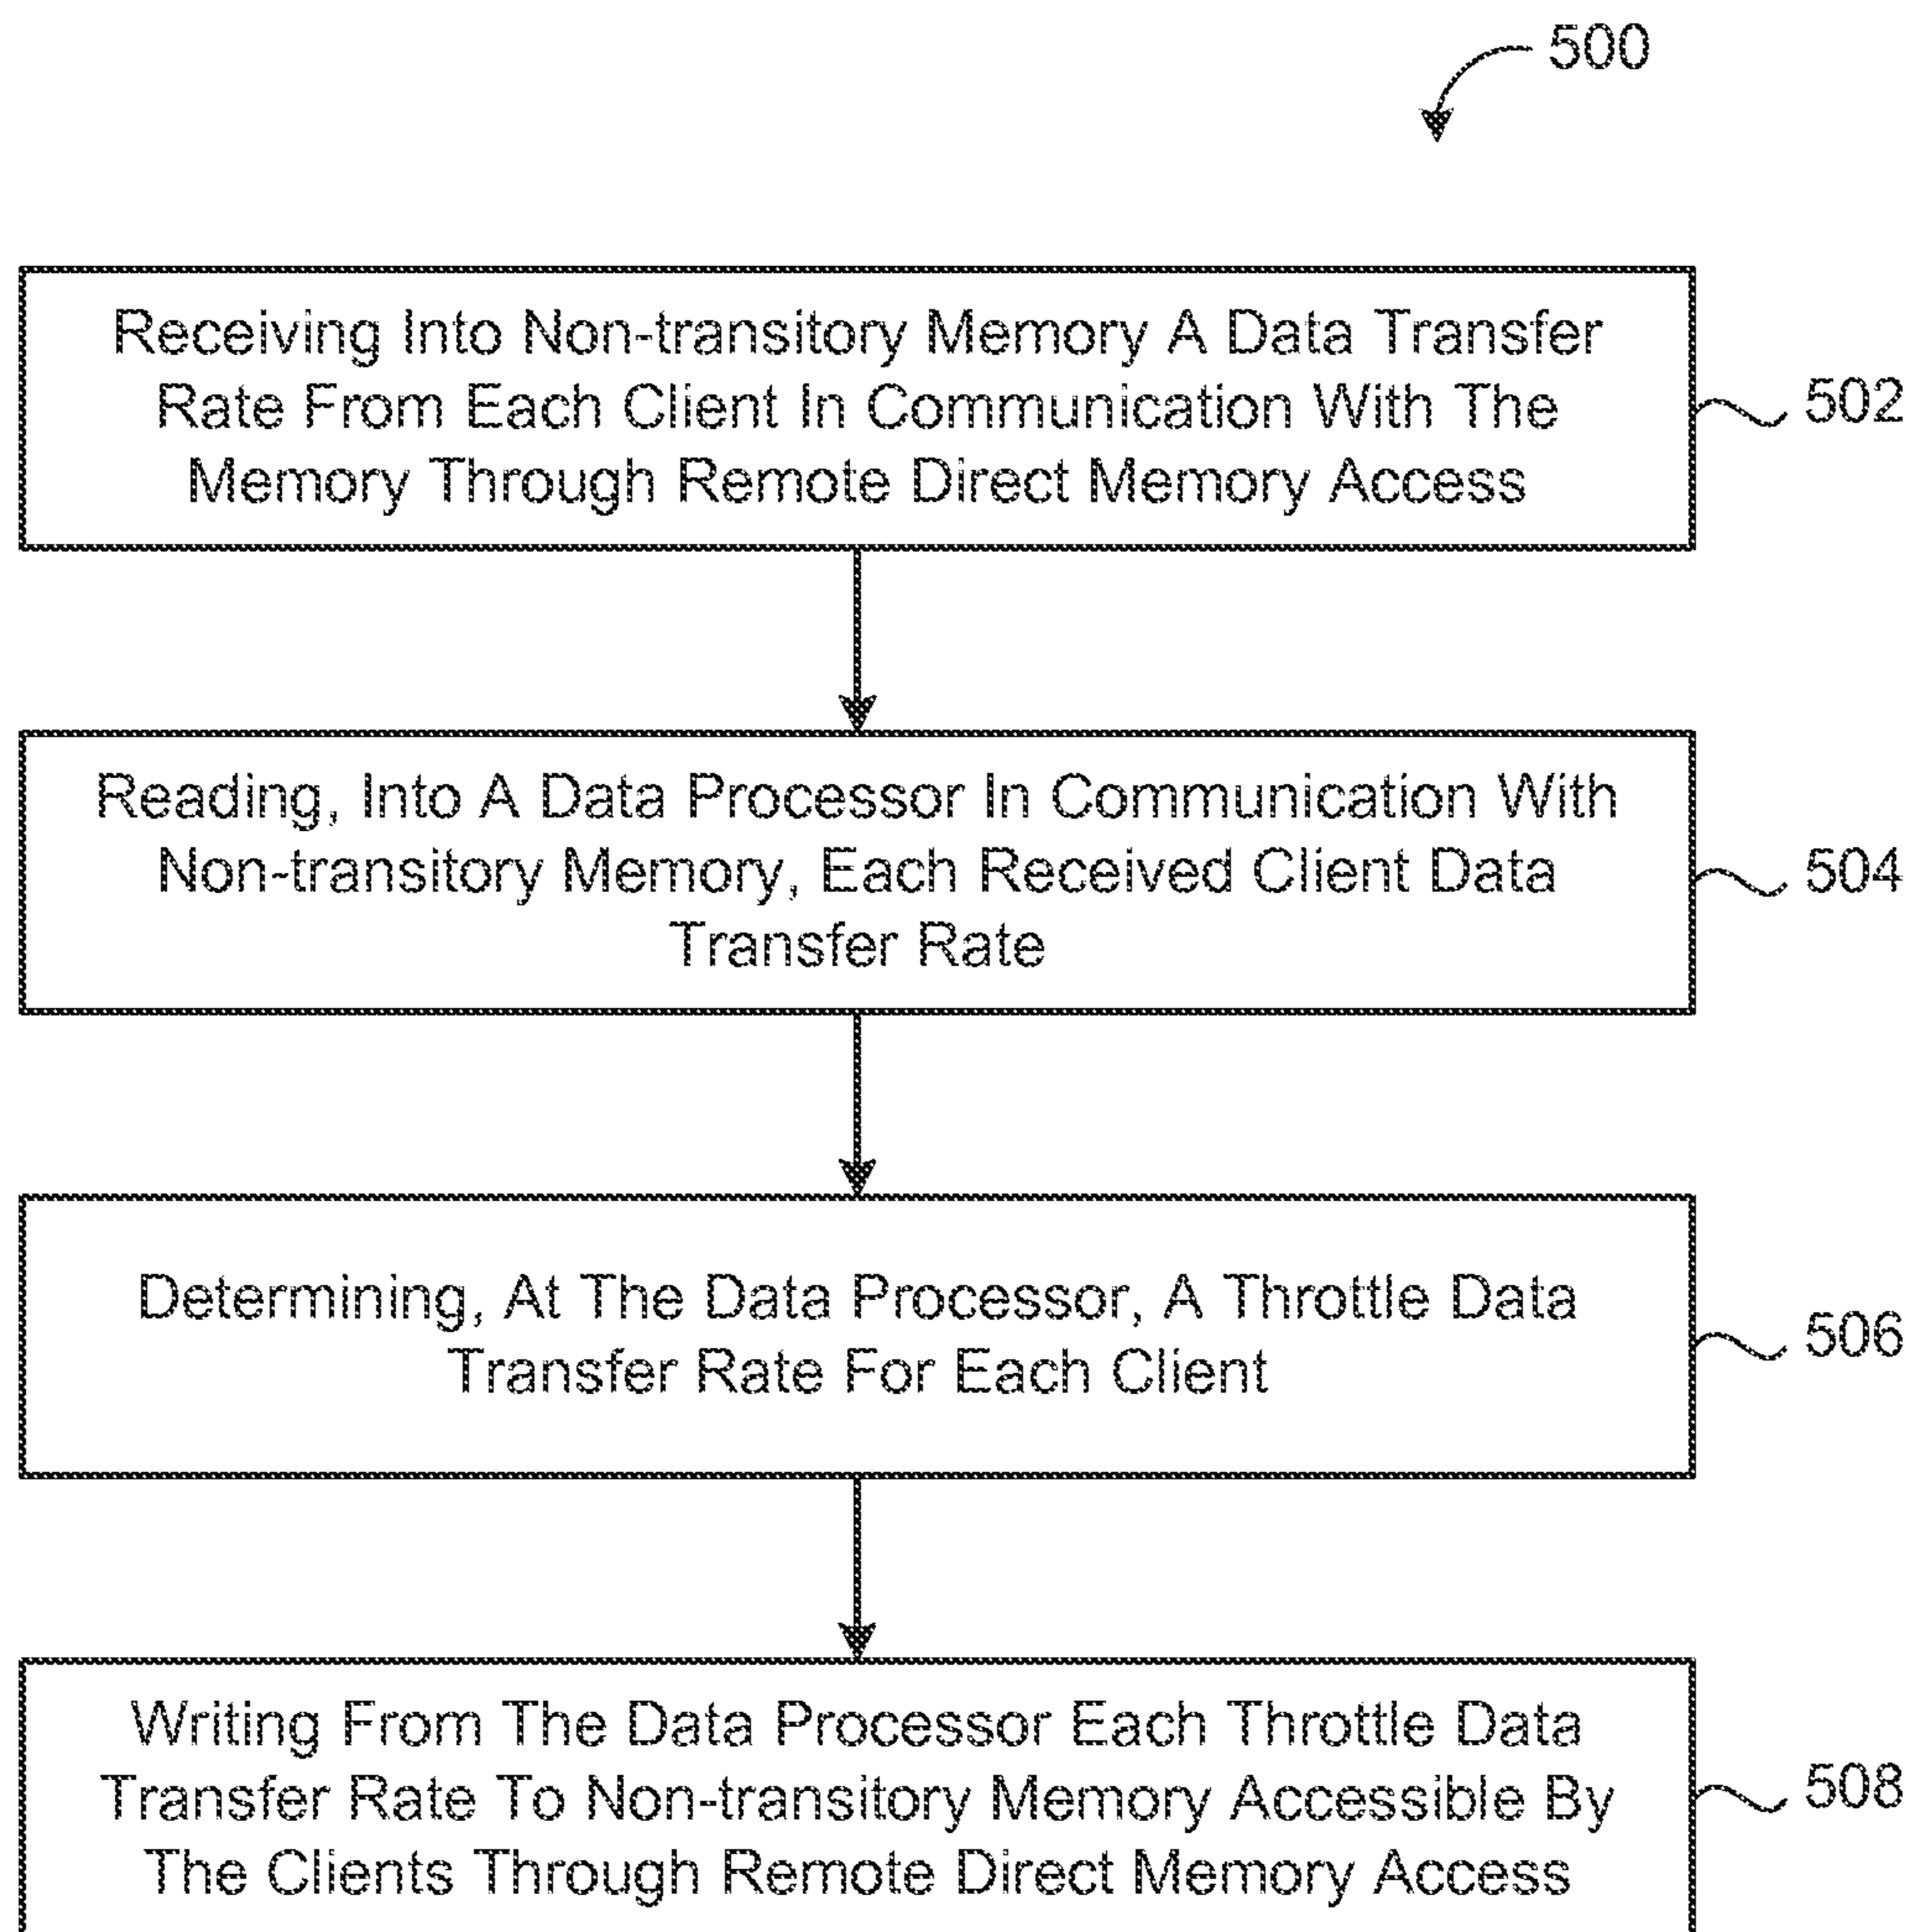 500
Receiving Into Non-transitory Memory A Data Transfer
Rate From Each Client In Communication With The
Memory Through Remote Direct Memory Access
502
Reading, Into A Data Processor In Communication With
Non-transitory Memory, Each Received Client Data
Transfer Rate
504
Determining, At The Data Processor, A Throttle Data
Transfer Rate For Each Client
506
Writing From The Data Processor Each Throttle Data
Transfer Rate To Non-transitory Memory Accessible By
The Clients Through Remote Direct Memory Access
508